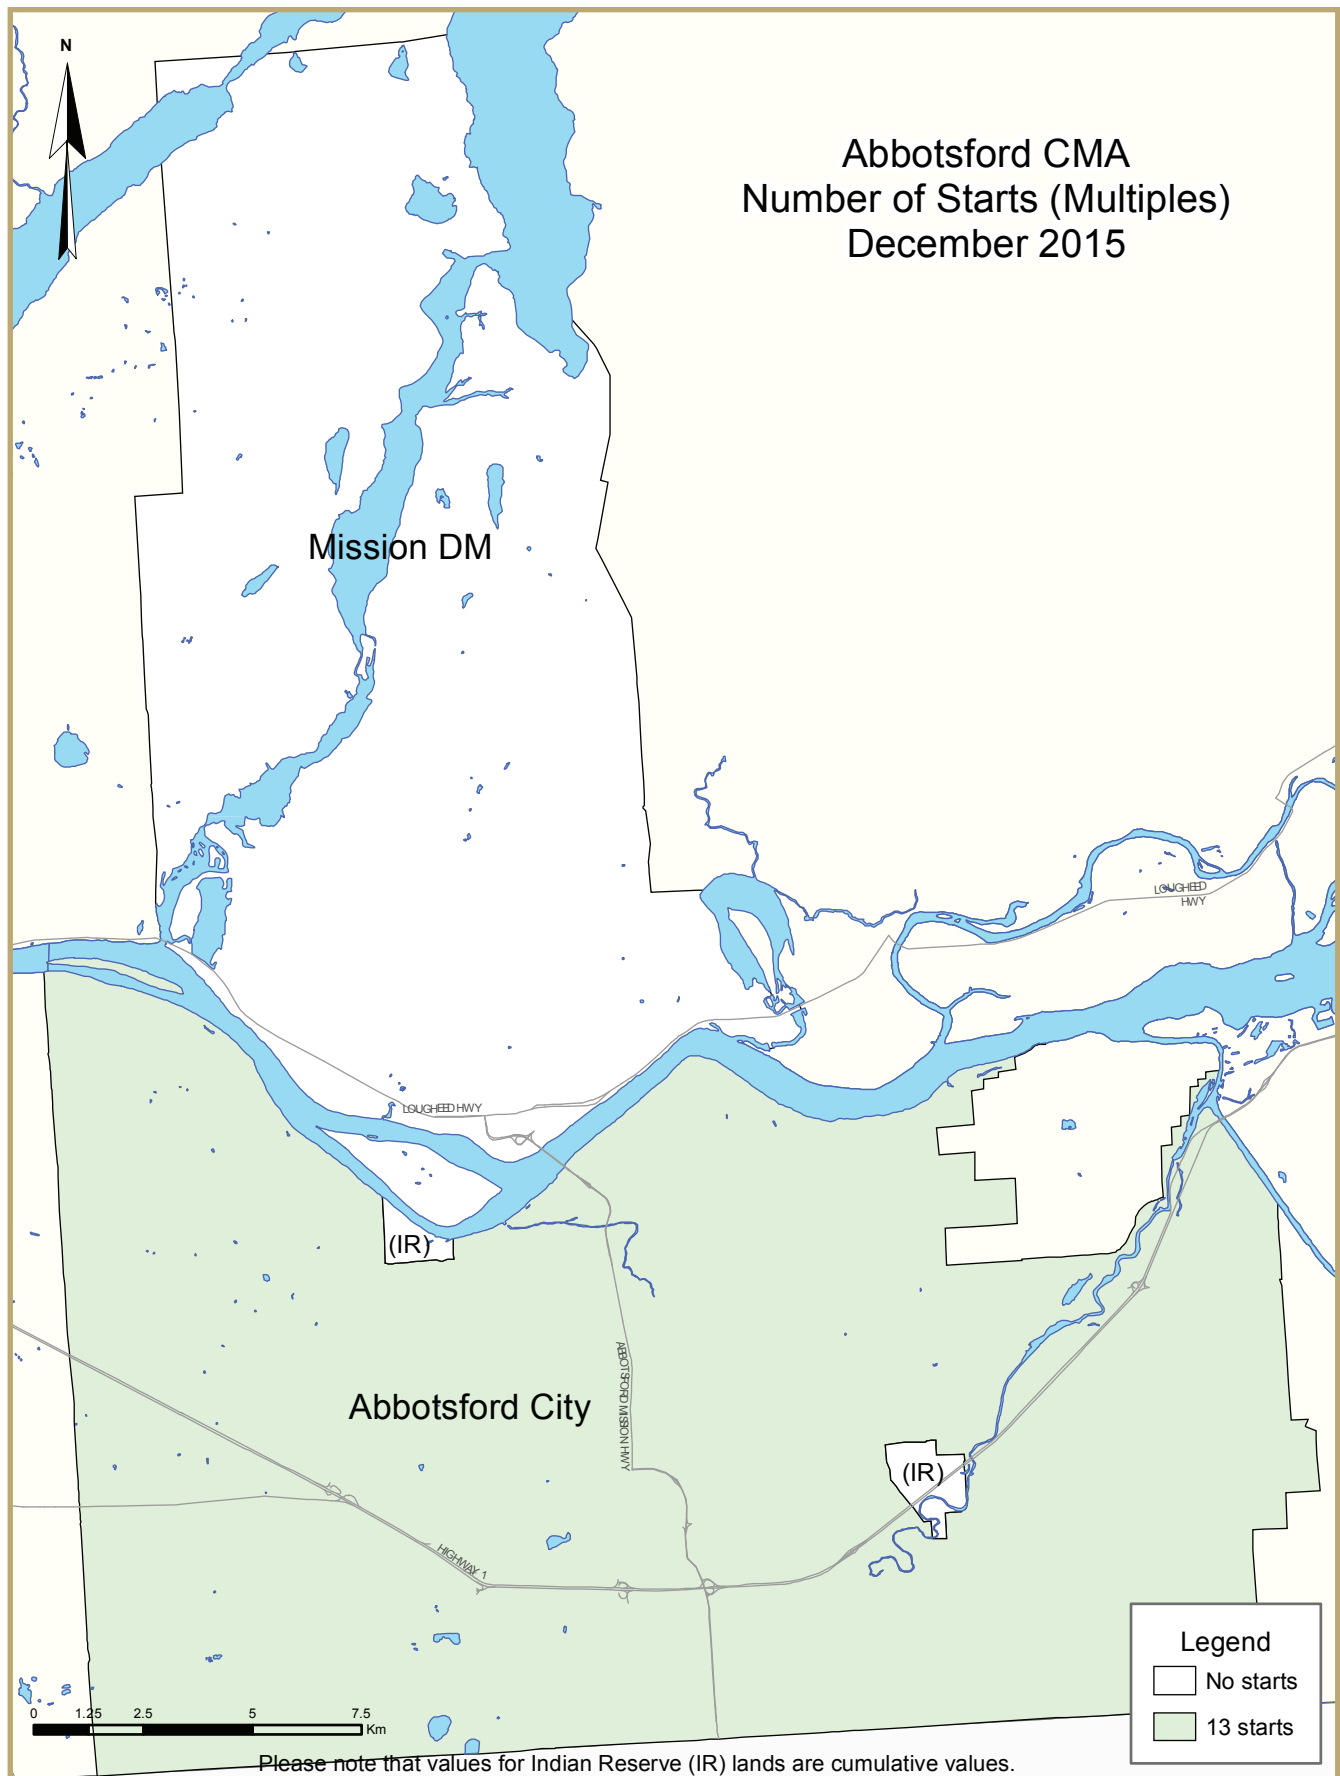 N
Abbotsford CMA
Number of Starts (Multiples)
December 2015
Mission DM
LOUGHEED
HWY
LOUGHEED HWY
(IR)
ABBOTSFORD MISSION HWY
Abbotsford City
(IR)
HIGHWAY 1
Legend
No starts
13 starts
0 1.25 2.5 5 7.5
Km
Please note that values for Indian Reserve (IR) lands are cumulative values.